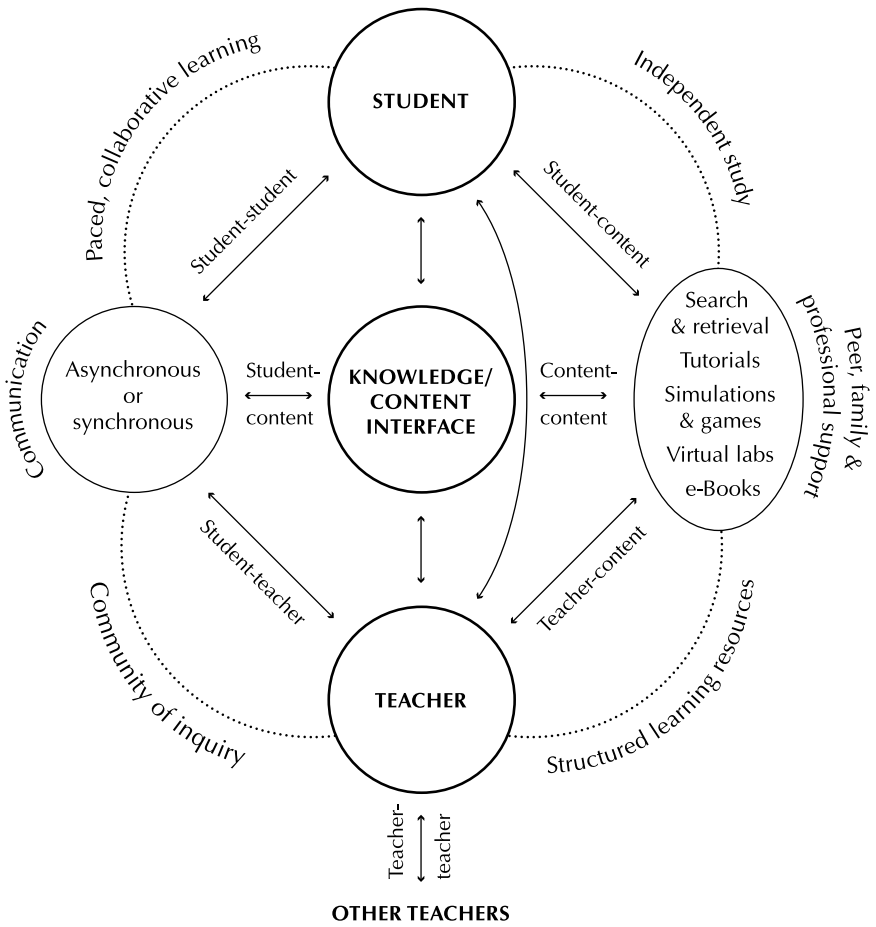 Paced, collaborative learning
Independent study
STUDENT
Student-student
Student-content
Communication
Asynchronous
or
synchronous
Student-
content
KNOWLEDGE/
CONTENT
INTERFACE
Content-
content
Search
& retrieval
Tutorials
Simulations
& games
Virtual labs
e-Books
Peer, family &
professional support
Student-teacher
Teacher-content
Community of inquiry
TEACHER
Structured learning resources
Teacher-
teacher
OTHER TEACHERS